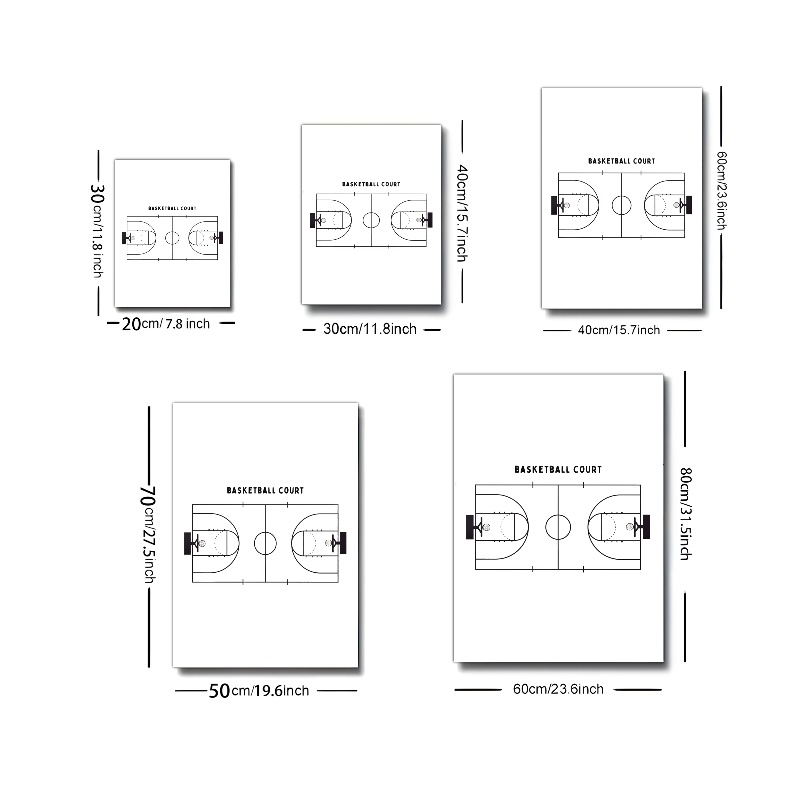 BASKETBALL COURT
30cm/11.8 inch
20cm/7.8 inch
BASKETBALL COURT
40cm/15.7inch
30cm/11.8inch
BASKETBALL COURT
60cm/23.6inch
40cm/15.7inch
BASKETBALL COURT
70cm/27.5inch
50cm/19.6inch
BASKETBALL COURT
80cm/31.5inch
60cm/23.6inch